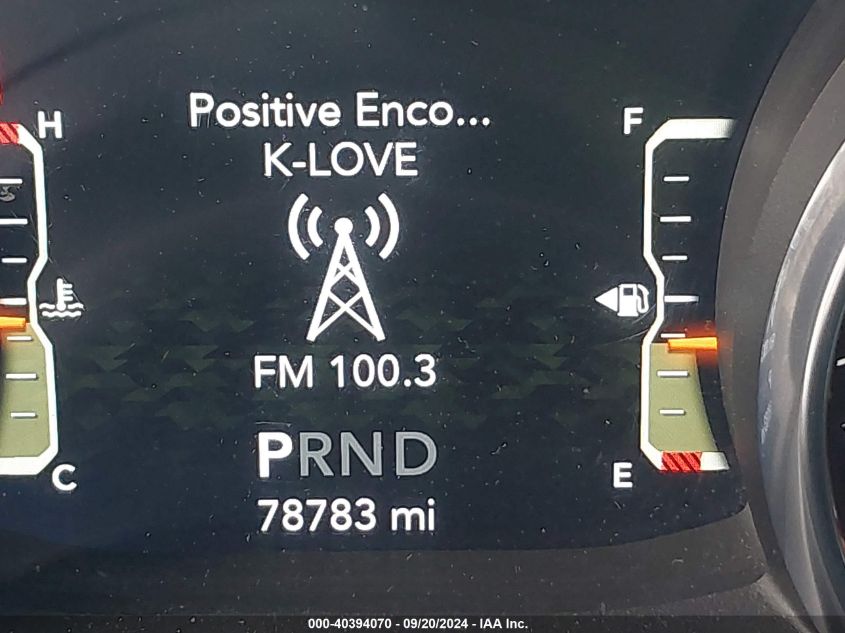 Positive Enco...
K-LOVE
H
F
FM 100.3
PRND
C
E
78783 mi
000-40394070 - 09/20/2024 - IAA Inc.